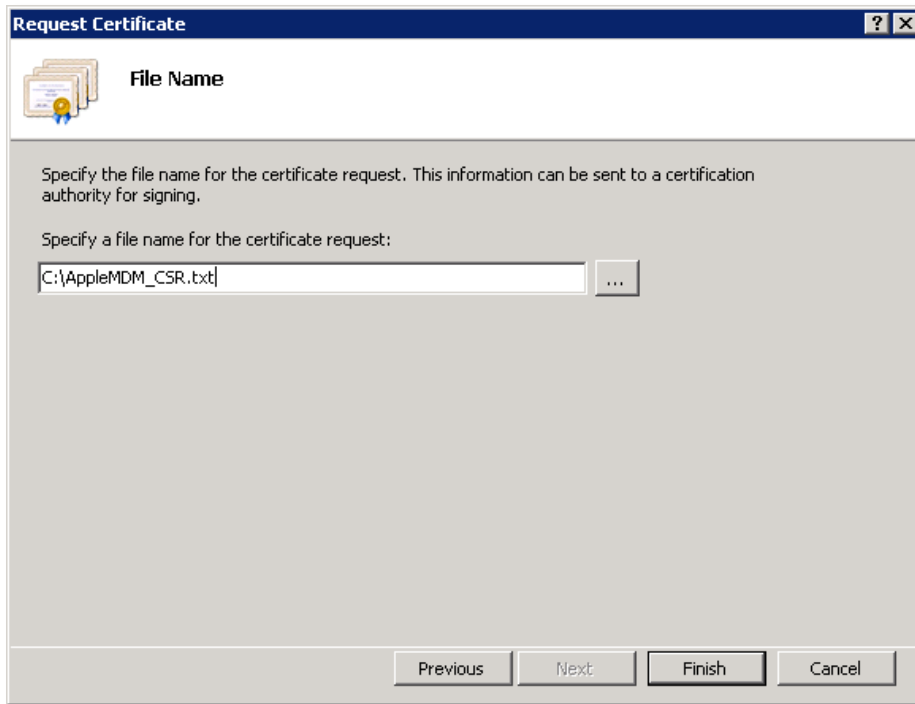 Request Certificate
File Name
Specify the file name for the certificate request. This information can be sent to a certification
authority for signing.
Specify a file name for the certificate request:
C:\AppleMDM_CSR.txt
...
Previous
Next
Finish
Cancel